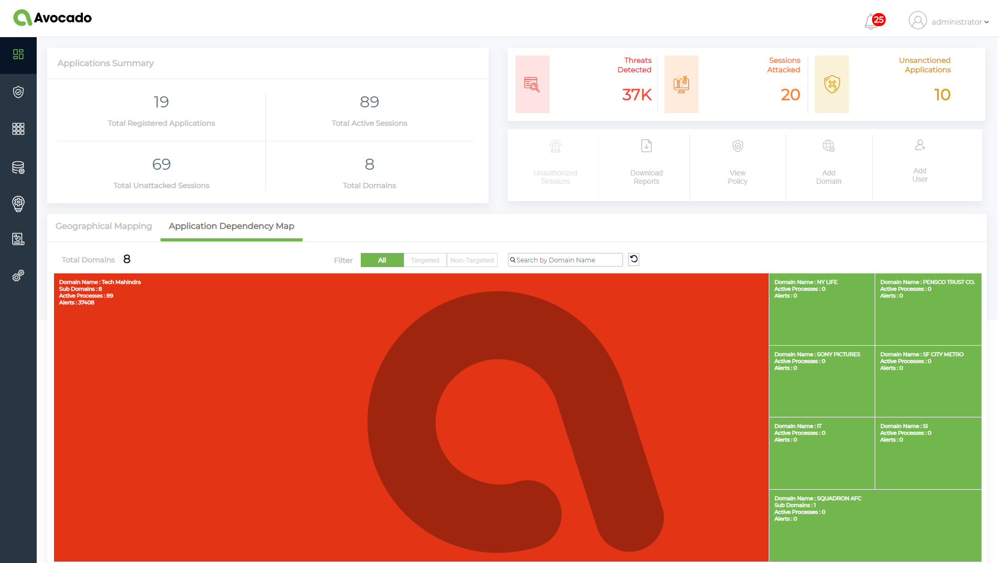 Avocado
25
administrator
Applications Summary
19
Total Registered Applications
89
Total Active Sessions
69
Total Unattacked Sessions
8
Total Domains
Threats
Detected
37K
Sessions
Attacked
20
Unsanctioned
Applications
10
Unauthorized
Sessions
Download
Reports
View
Policy
Add
Domain
Add
User
Geographical Mapping
Application Dependency Map
Total Domains 8
Filter
All
Targeted
Non-Targeted
Search by Domain Name
Domain Name : Tech Mahindra
Sub Domains : 8
Active Processes : 89
Alerts : 37408
Domain Name : NY LIFE
Active Processes : 0
Alerts : 0
Domain Name : PENSCO TRUST CO.
Active Processes : 0
Alerts : 0
Domain Name : SONY PICTURES
Active Processes : 0
Alerts : 0
Domain Name : SF CITY METRO
Active Processes : 0
Alerts : 0
Domain Name : IT
Active Processes : 0
Alerts : 0
Domain Name : SI
Active Processes : 0
Alerts : 0
Domain Name : SQUADRON AFC
Sub Domains : 1
Active Processes : 0
Alerts : 0